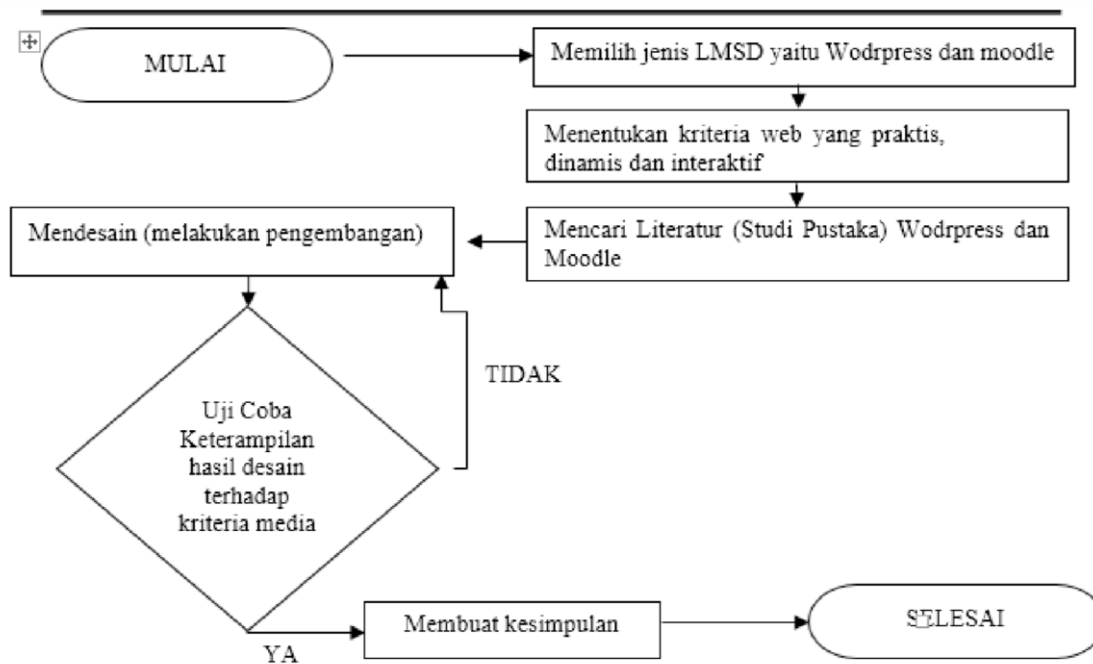 MULAI
Memilih jenis LMSD yaitu Wodrpress dan moodle
Menentukan kriteria web yang praktis,
dinamis dan interaktif
Mencari Literatur (Studi Pustaka) Wodrpress dan
Moodle
Mendesain (melakukan pengembangan)
TIDAK
Uji Coba
Keterampilan
hasil desain
terhadap
kriteria media
YA
Membuat kesimpulan
SELESAI